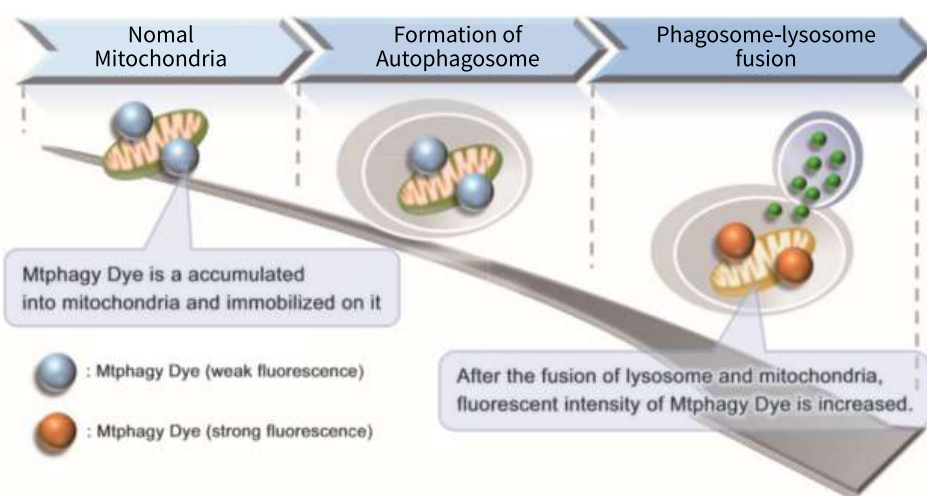 Nomal
Mitochondria
Formation of
Autophagosome
Phagosome-lysosome
fusion
Mtphagy Dye is a accumulated
into mitochondria and immobilized on it
: Mtphagy Dye (weak fluorescence)
: Mtphagy Dye (strong fluorescence)
After the fusion of lysosome and mitochondria,
fluorescent intensity of Mtphagy Dye is increased.